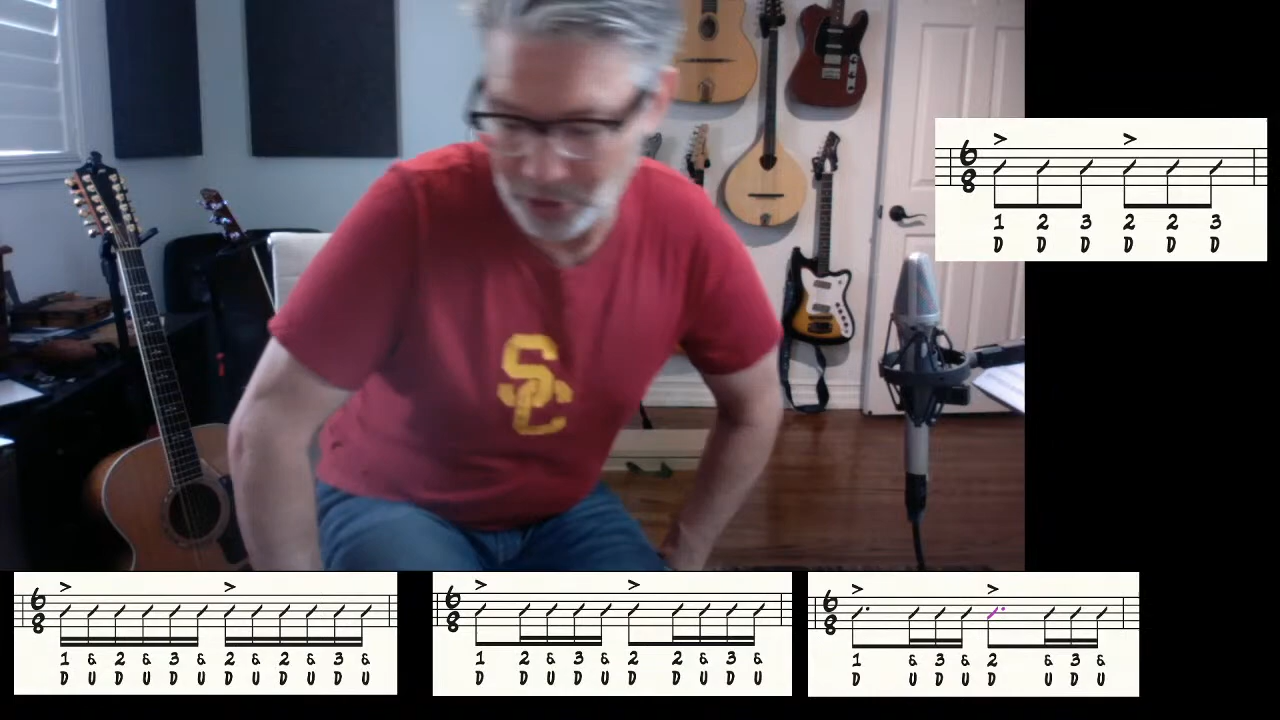 SC
6
8
1 2 3 2 2 3
D D D D D D
6
8
1 & 2 & 3 & 2 & 2 & 3 &
D U D U D U D U D U D U
6
8
1 2 & 3 & 2 2 & 3 &
D D U D U D D U D U
6
8
1 & 3 & 2 & 3 &
D U D U D U D U